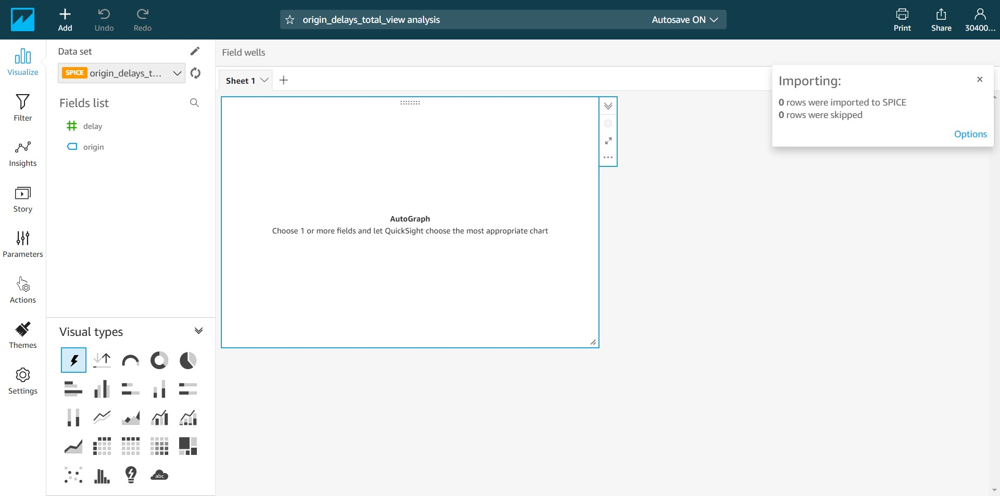 Add
Undo
Redo
origin_delays_total_view analysis
Autosave ON
Print
Share
30400...
Visualize
Filter
Insights
Story
Parameters
Actions
Themes
Settings
Data set
SPICE origin_delays_t...
Fields list
delay
origin
Visual types
abc
Field wells
Sheet 1
AutoGraph
Choose 1 or more fields and let QuickSight choose the most appropriate chart
Importing:
0 rows were imported to SPICE
0 rows were skipped
Options